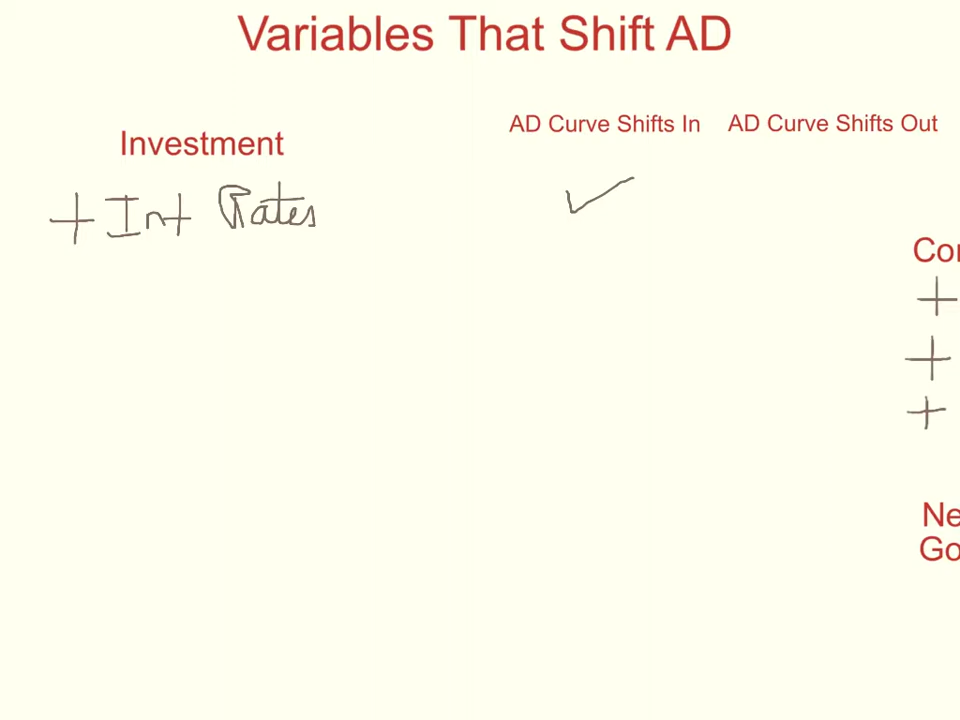 Variables That Shift AD
AD Curve Shifts In AD Curve Shifts Out
Investment
+ Int Rates
+
+
+